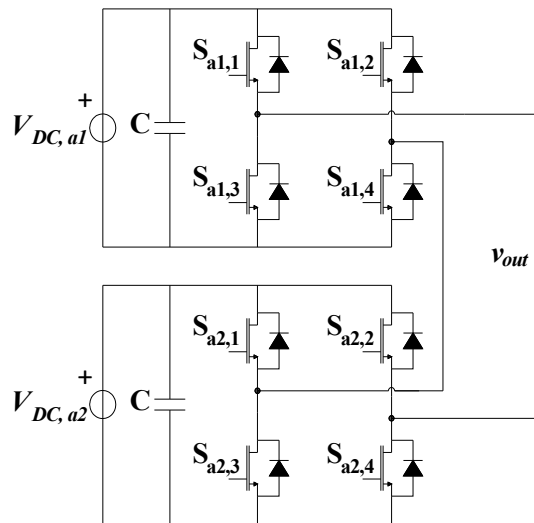 S_a1,1 S_a1,2
+
V_DC, a1 C
S_a1,3 S_a1,4
v_out
S_a2,1 S_a2,2
+
V_DC, a2 C
S_a2,3 S_a2,4